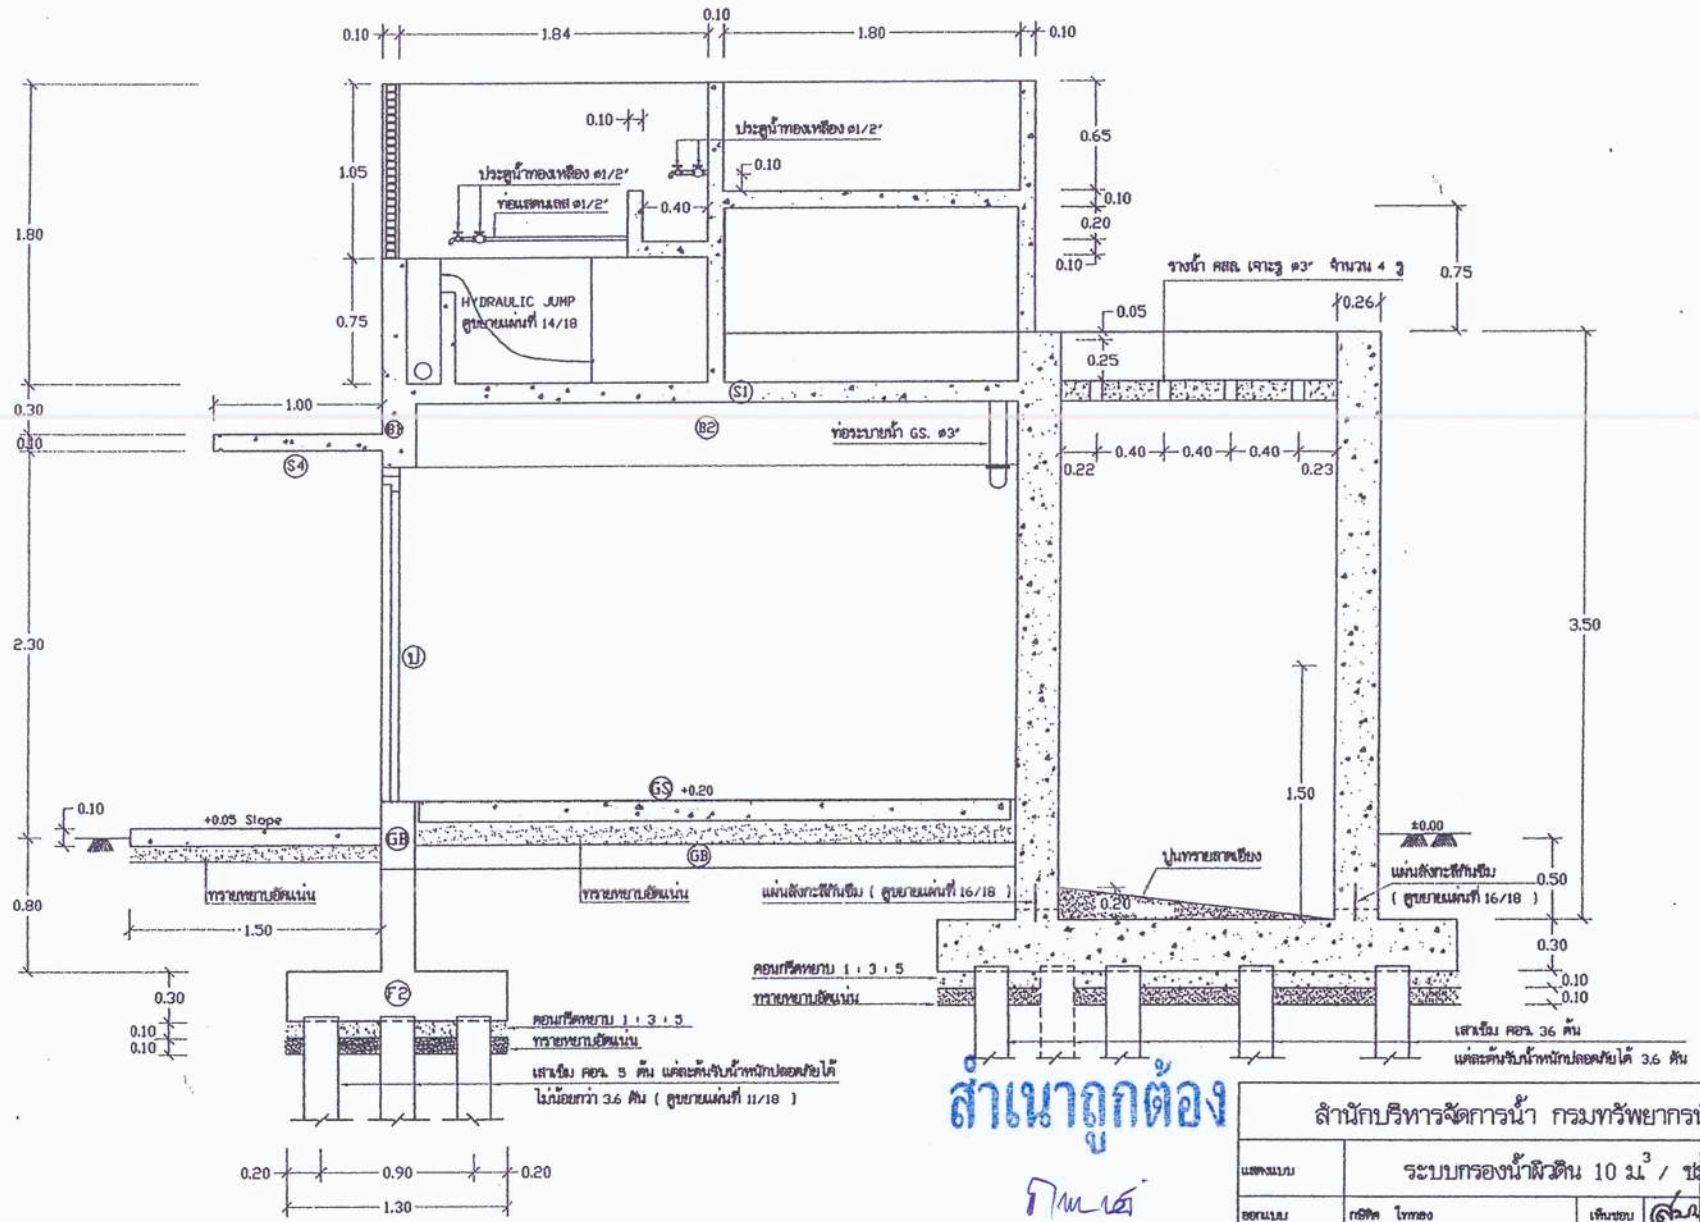 0.10
0.10 1.84 1.80 0.10
0.10
ประตูน้ำทองเหลือง ø1/2"
0.65
0.10
1.05
ประตูน้ำทองเหลือง ø1/2"
ท่อแสตนเลส ø1/2"
0.40
0.10
0.20
0.10
1.80
รางน้ำ คสล. เจาะรู ø3" จำนวน 4 รู
0.75
0.26
HYDRAULIC JUMP
ดูขยายแผ่นที่ 14/18
0.75
0.05
0.25
S1
1.00
0.30
0.10
B2
ท่อระบายน้ำ GS. ø3"
S4
0.22 0.40 0.40 0.40 0.23
2.30
3.50
ป
1.50
GS +0.20
0.10
+0.05 Slope
GB
GB
±0.00
ปูนทรายลาดเอียง
0.20
แผ่นสังกะสีกันซึม
( ดูขยายแผ่นที่ 16/18 )
0.50
ทรายหยาบอัดแน่น
ทรายหยาบอัดแน่น
แผ่นสังกะสีกันซึม ( ดูขยายแผ่นที่ 16/18 )
0.80
1.50
0.30
0.10
0.10
คอนกรีตหยาบ 1 : 3 : 5
ทรายหยาบอัดแน่น
0.30
0.10
0.10
F2
คอนกรีตหยาบ 1 : 3 : 5
ทรายหยาบอัดแน่น
เสาเข็ม คอร. 5 ต้น แต่ละต้นรับน้ำหนักปลอดภัยได้
ไม่น้อยกว่า 3.6 ตัน ( ดูขยายแผ่นที่ 11/18 )
เสาเข็ม คอร. 36 ต้น
แต่ละต้นรับน้ำหนักปลอดภัยได้ 3.6 ตัน
0.20 0.90 0.20
1.30
สำเนาถูกต้อง
สำนักบริหารจัดการน้ำ กรมทรัพยากรน้
แสดงแบบ
ระบบกรองน้ำผิวดิน 10 ม.³ / ชม
ออกแบบ
เห็นชอบ